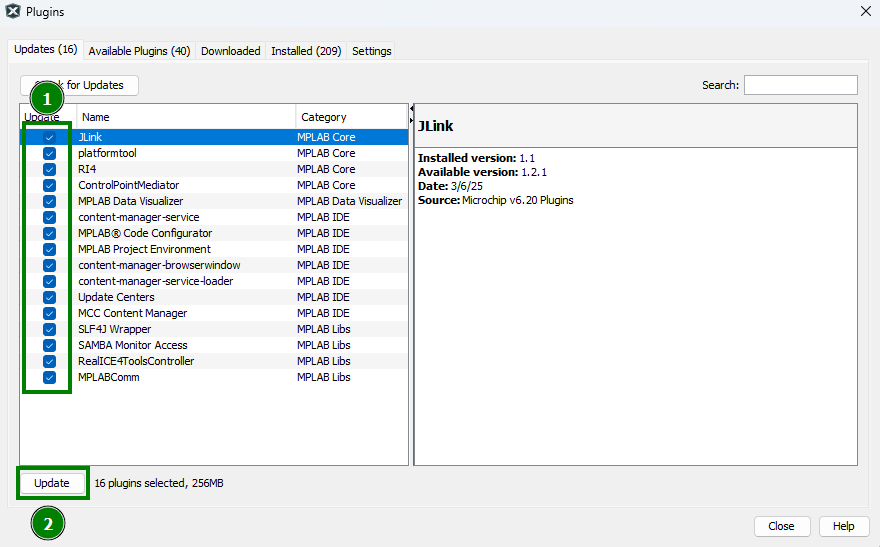 Plugins
Updates (16) Available Plugins (40) Downloaded Installed (209) Settings
k for Updates Search:
1
Update Name Category
JLink MPLAB Core
platformtool MPLAB Core
RI4 MPLAB Core
ControlPointMediator MPLAB Core
MPLAB Data Visualizer MPLAB Data Visualizer
content-manager-service MPLAB IDE
MPLAB® Code Configurator MPLAB IDE
MPLAB Project Environment MPLAB IDE
content-manager-browserwindow MPLAB IDE
content-manager-service-loader MPLAB IDE
Update Centers MPLAB IDE
MCC Content Manager MPLAB IDE
SLF4J Wrapper MPLAB Libs
SAMBA Monitor Access MPLAB Libs
RealICE4ToolsController MPLAB Libs
MPLABComm MPLAB Libs
JLink
Installed version: 1.1
Available version: 1.2.1
Date: 3/6/25
Source: Microchip v6.20 Plugins
Update 16 plugins selected, 256MB
2
Close Help